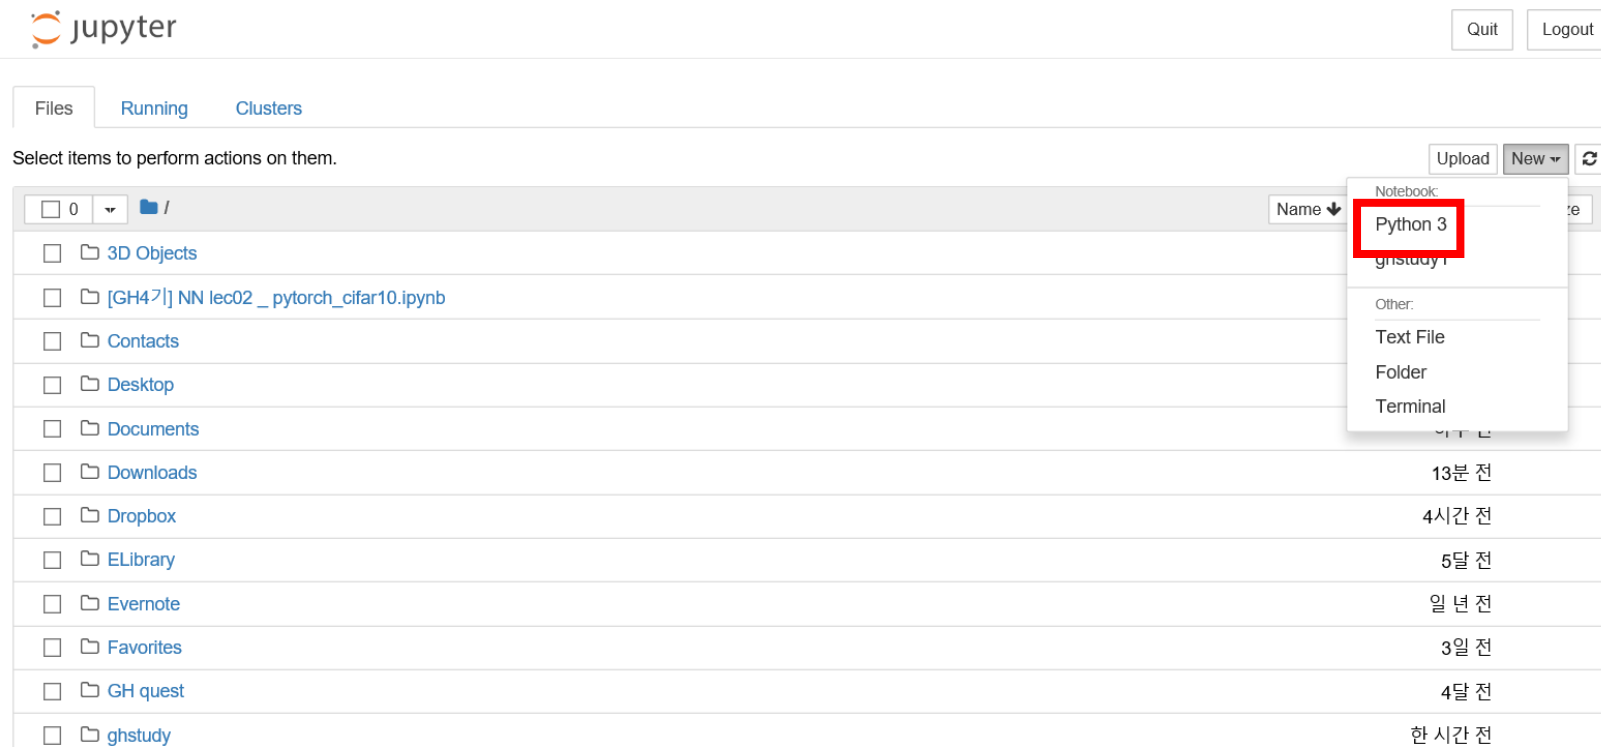 jupyter
Quit
Logout
Files
Running
Clusters
Select items to perform actions on them.
Upload
New
0
/
Name
Notebook:
Python 3
ghstudy1
Other:
Text File
Folder
Terminal
3D Objects
[GH4기] NN lec02 _ pytorch_cifar10.ipynb
Contacts
Desktop
Documents
Downloads 13분 전
Dropbox 4시간 전
ELibrary 5달 전
Evernote 일 년 전
Favorites 3일 전
GH quest 4달 전
ghstudy 한 시간 전